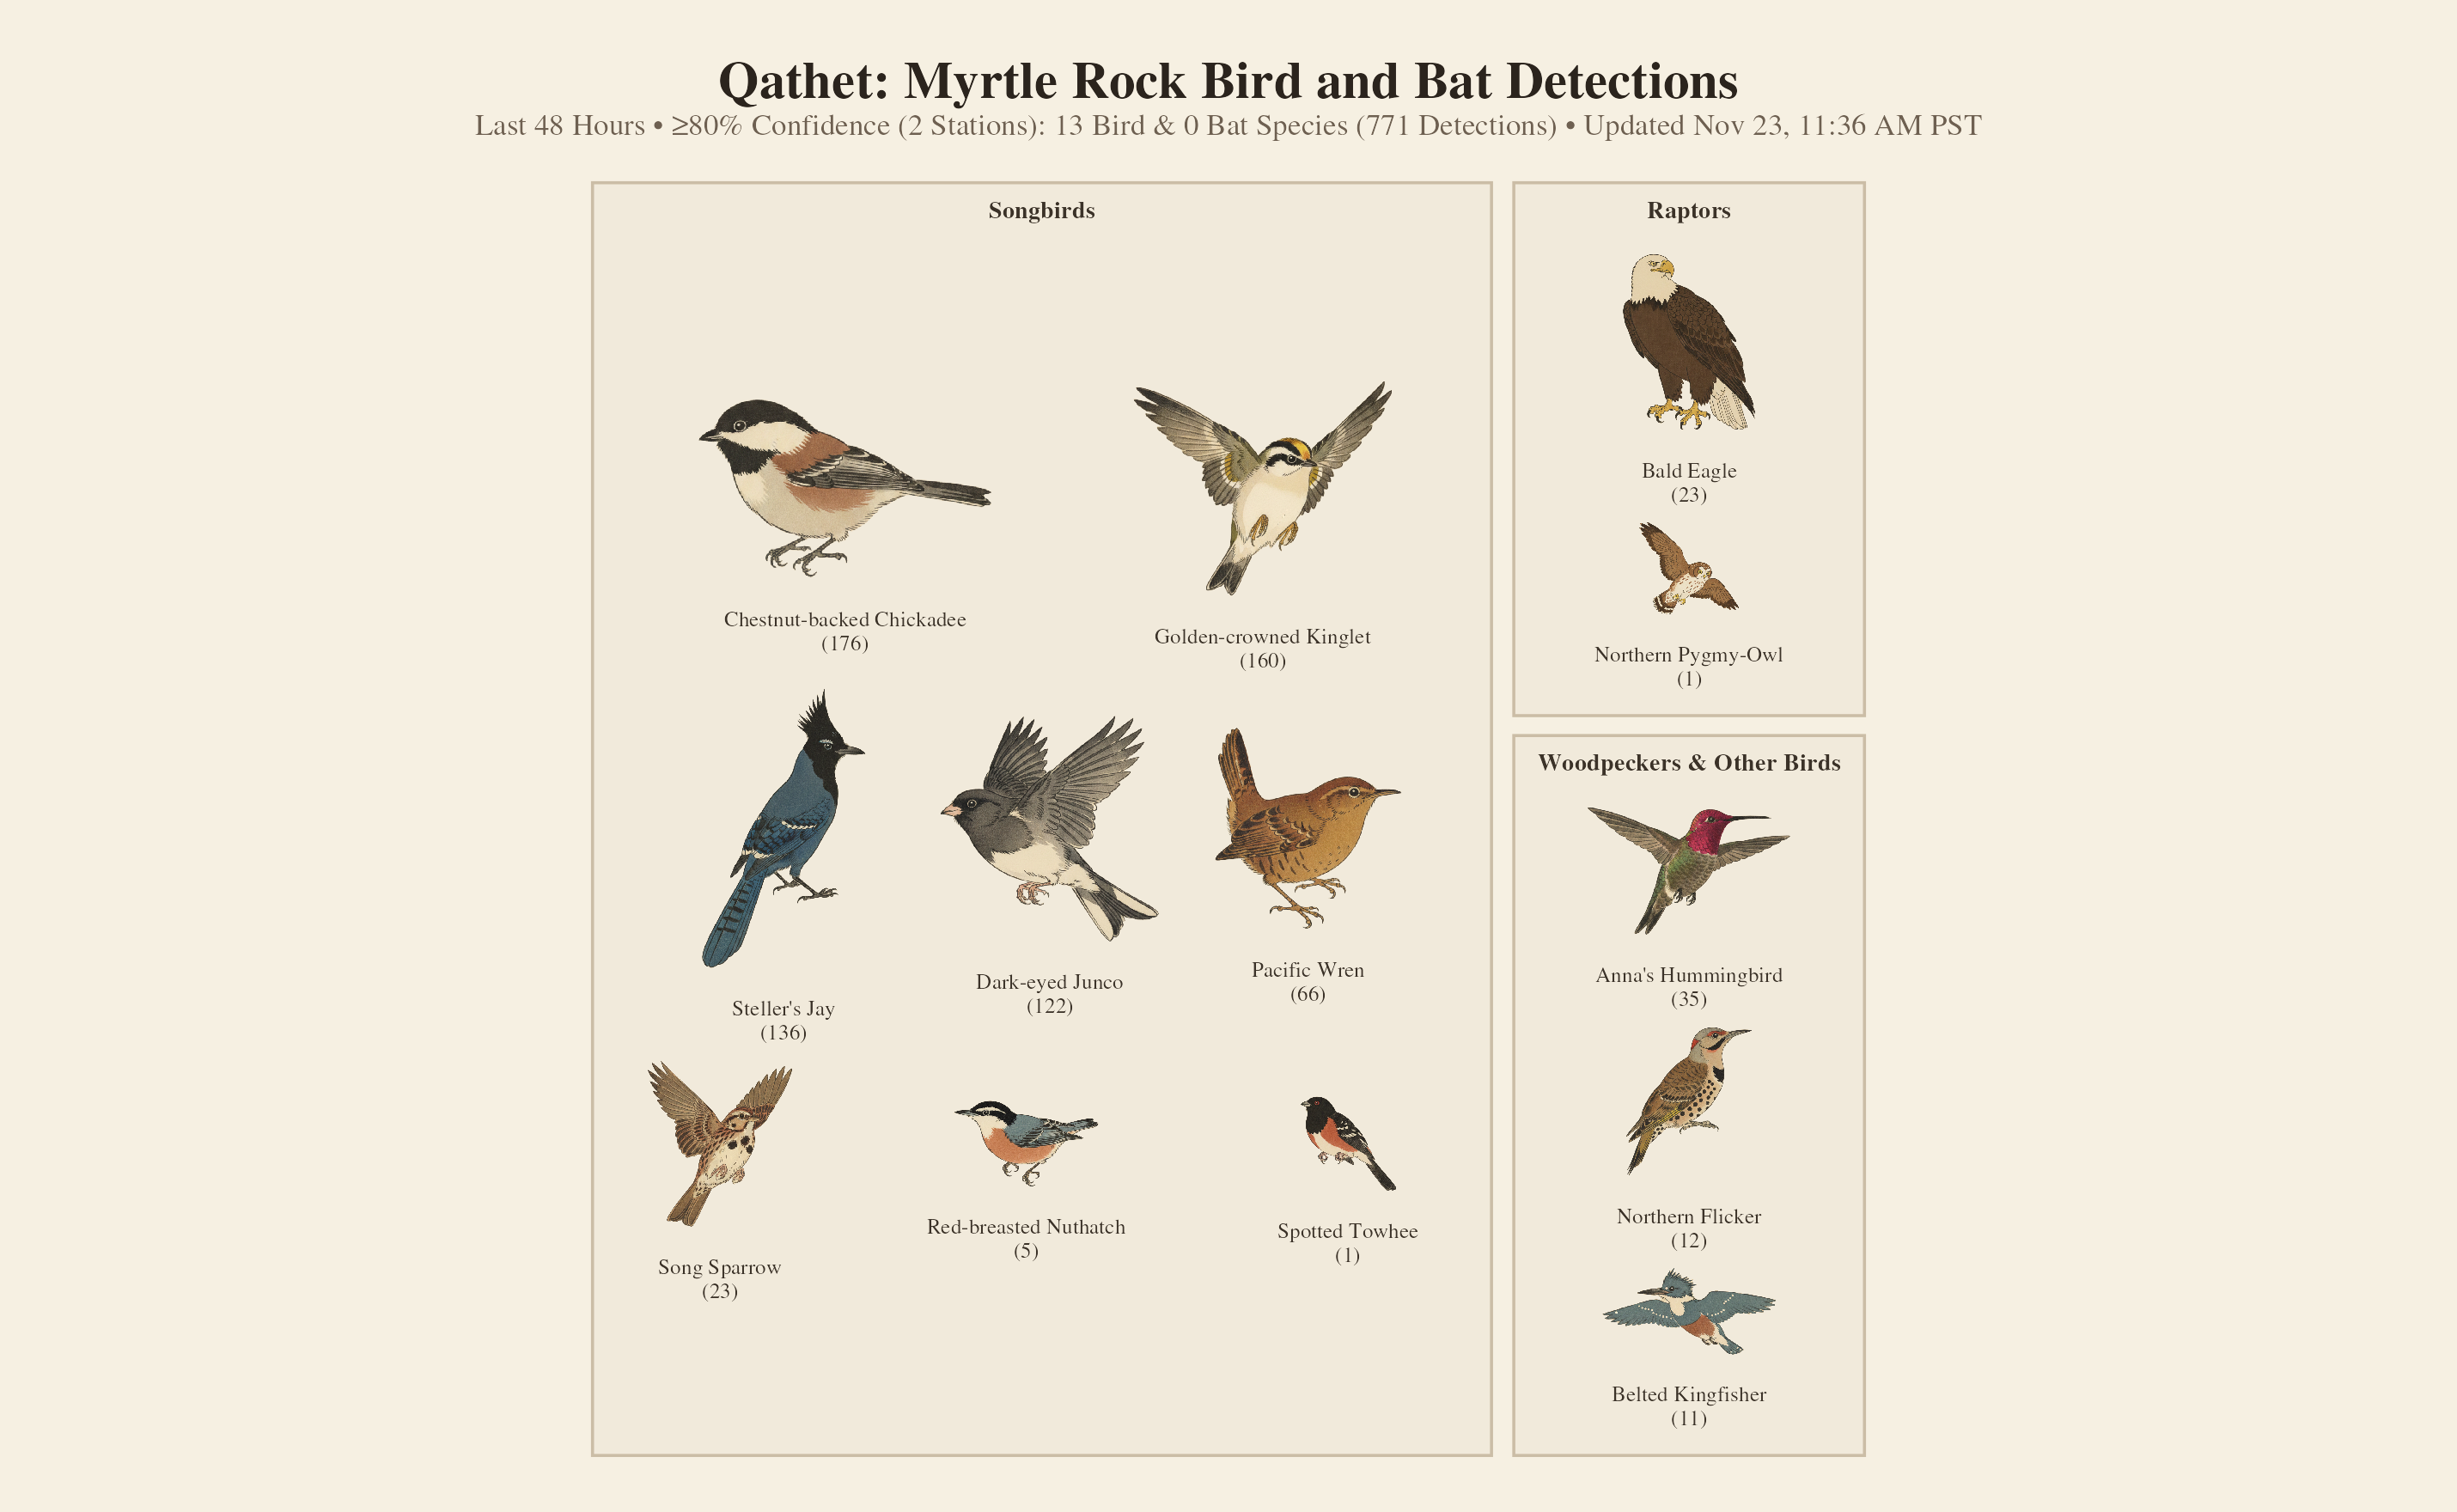 Qathet: Myrtle Rock Bird and Bat Detections
Last 48 Hours • ≥80% Confidence (2 Stations): 13 Bird & 0 Bat Species (771 Detections) • Updated Nov 23, 11:36 AM PST
Songbirds
Chestnut-backed Chickadee
(176)
Golden-crowned Kinglet
(160)
Steller's Jay
(136)
Dark-eyed Junco
(122)
Pacific Wren
(66)
Song Sparrow
(23)
Red-breasted Nuthatch
(5)
Spotted Towhee
(1)
Raptors
Bald Eagle
(23)
Northern Pygmy-Owl
(1)
Woodpeckers & Other Birds
Anna's Hummingbird
(35)
Northern Flicker
(12)
Belted Kingfisher
(11)